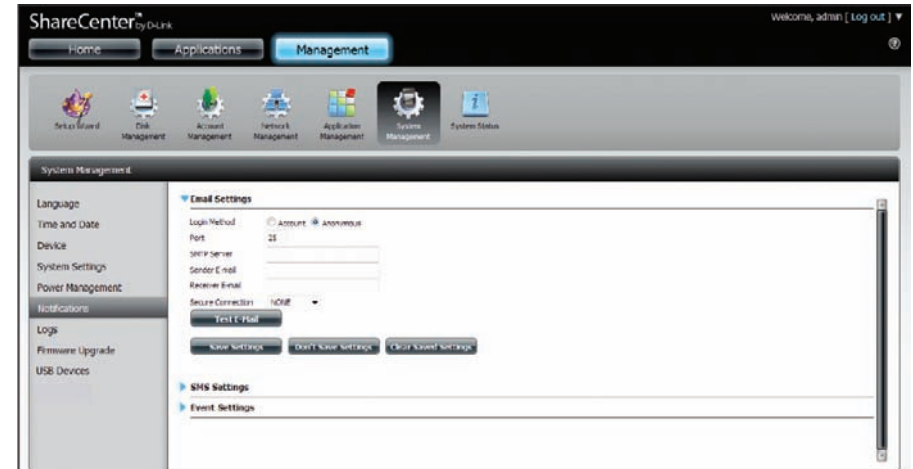 ShareCenter™ by D-Link
Welcome, admin [ Log out ] ▼
Home Applications Management
Setup Wizard
Disk Management
Account Management
Network Management
Application Management
System Management
System Status
System Management
Language
Time and Date
Device
System Settings
Power Management
Notifications
Logs
Firmware Upgrade
USB Devices
Email Settings
Login Method Account Anonymous
Port 25
SMTP Server
Sender E-mail
Receiver E-mail
Secure Connection NONE
Test E-Mail
Save Settings Don't Save Settings Clear Saved Settings
SMS Settings
Event Settings